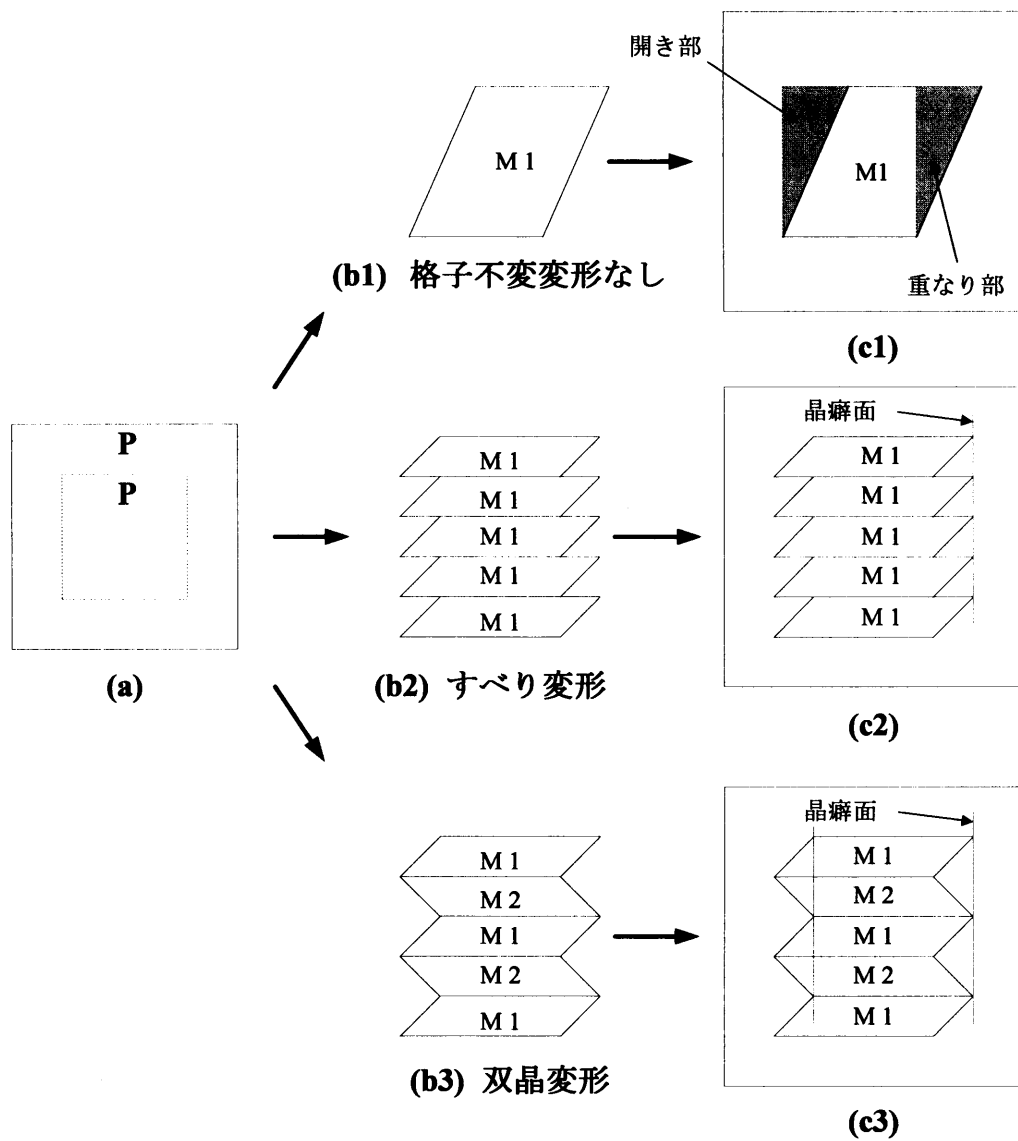 開き部
M 1
M1
(b1) 格子不変変形なし
重なり部
(c1)
P
P
(a)
M 1
M 1
M 1
M 1
M 1
(b2) すべり変形
晶癖面
M 1
M 1
M 1
M 1
M 1
(c2)
M 1
M 2
M 1
M 2
M 1
(b3) 双晶変形
晶癖面
M 1
M 2
M 1
M 2
M 1
(c3)